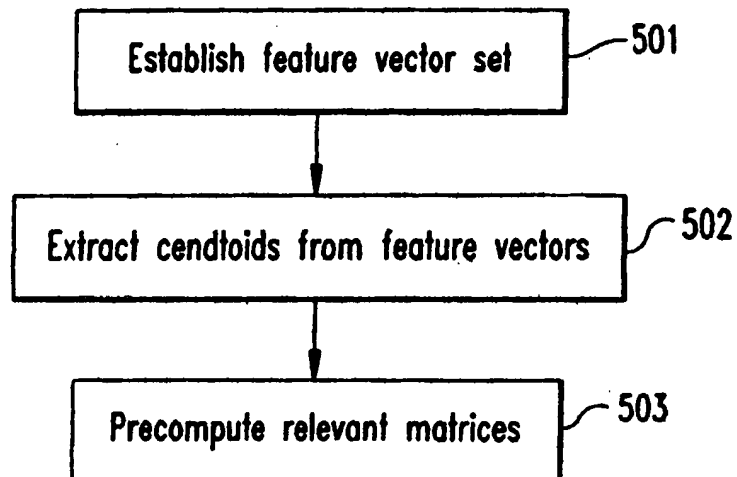 Establish feature vector set
501
Extract cendtoids from feature vectors
502
Precompute relevant matrices
503